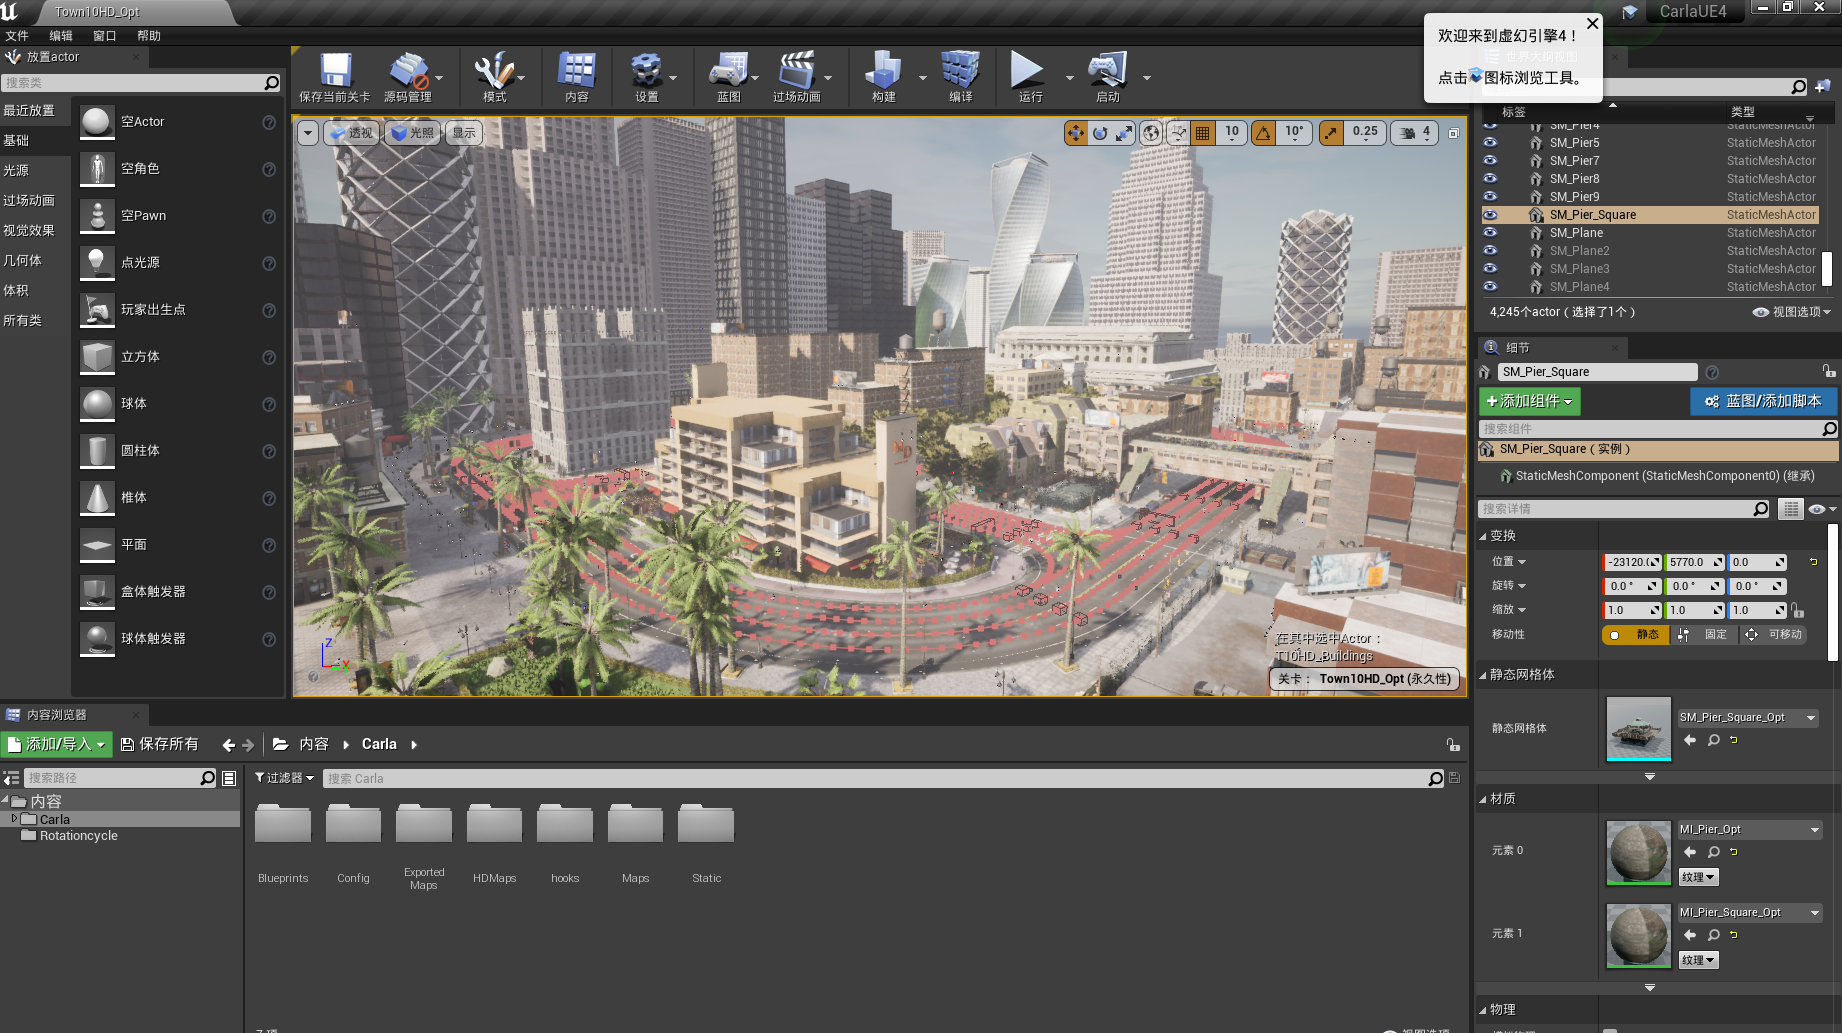 Town10HD_Opt
CarlaUE4
文件 编辑 窗口 帮助
放置actor
搜索类
最近放置
基础
光源
过场动画
视觉效果
几何体
体积
所有类
空Actor
空角色
空Pawn
点光源
玩家出生点
立方体
球体
圆柱体
椎体
平面
盒体触发器
球体触发器
保存当前关卡 源码管理 模式 内容 设置 蓝图 过场动画 构建 编译 运行 启动
透视 光照 显示
10 10° 0.25 4
在其中选中Actor：
T10HD_Buildings
关卡： Town10HD_Opt (永久性)
欢迎来到虚幻引擎4！
点击 图标浏览工具。
世界大纲视图
标签 类型
SM_Pier4 StaticMeshActor
SM_Pier5 StaticMeshActor
SM_Pier7 StaticMeshActor
SM_Pier8 StaticMeshActor
SM_Pier9 StaticMeshActor
SM_Pier_Square StaticMeshActor
SM_Plane StaticMeshActor
SM_Plane2 StaticMeshActor
SM_Plane3 StaticMeshActor
SM_Plane4 StaticMeshActor
4,245个actor（选择了1个） 视图选项
细节
SM_Pier_Square
添加组件 蓝图/添加脚本
搜索组件
SM_Pier_Square（实例）
StaticMeshComponent (StaticMeshComponent0) (继承)
搜索详情
变换
位置 -23120.( 5770.0 0.0
旋转 0.0 ° 0.0 ° 0.0 °
缩放 1.0 1.0 1.0
移动性 静态 固定 可移动
静态网格体
静态网格体 SM_Pier_Square_Opt
材质
元素 0 MI_Pier_Opt
纹理
元素 1 MI_Pier_Square_Opt
纹理
物理
内容浏览器
添加/导入 保存所有 内容 Carla
搜索路径
内容
Carla
Rotationcycle
过滤器 搜索 Carla
Blueprints Config Exported Maps HDMaps hooks Maps Static